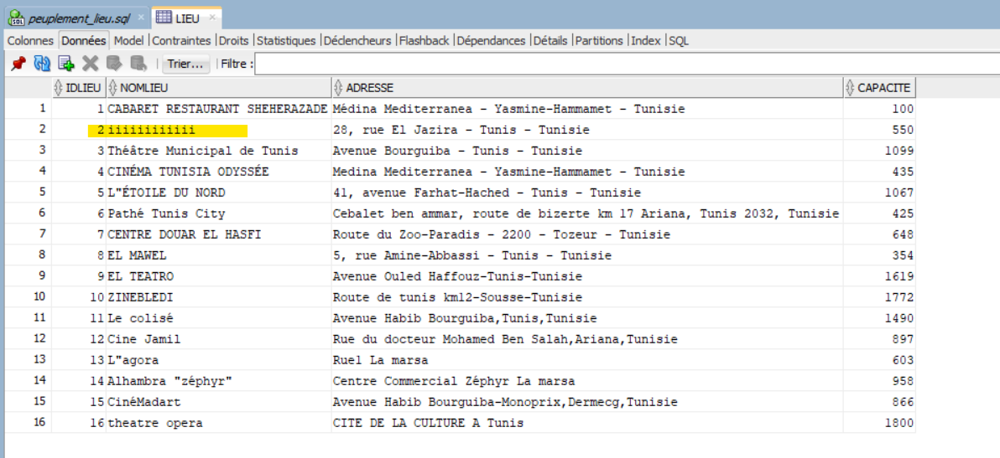 peuplement_lieu.sql LIEU
Colonnes Données Model Contraintes Droits Statistiques Déclencheurs Flashback Dépendances Détails Partitions Index SQL
Trier... Filtre :
IDLIEU NOMLIEU ADRESSE CAPACITE
1 1 CABARET RESTAURANT SHEHERAZADE Médina Mediterranea - Yasmine-Hammamet - Tunisie 100
2 2 iiiiiiiiiiii 28, rue El Jazira - Tunis - Tunisie 550
3 3 Théâtre Municipal de Tunis Avenue Bourguiba - Tunis - Tunisie 1099
4 4 CINÉMA TUNISIA ODYSSÉE Medina Mediterranea - Yasmine-Hammamet - Tunisie 435
5 5 L"ÉTOILE DU NORD 41, avenue Farhat-Hached - Tunis - Tunisie 1067
6 6 Pathé Tunis City Cebalet ben ammar, route de bizerte km 17 Ariana, Tunis 2032, Tunisie 425
7 7 CENTRE DOUAR EL HASFI Route du Zoo-Paradis - 2200 - Tozeur - Tunisie 648
8 8 EL MAWEL 5, rue Amine-Abbassi - Tunis - Tunisie 354
9 9 EL TEATRO Avenue Ouled Haffouz-Tunis-Tunisie 1619
10 10 ZINEBLEDI Route de tunis km12-Sousse-Tunisie 1772
11 11 Le colisé Avenue Habib Bourguiba,Tunis,Tunisie 1490
12 12 Cine Jamil Rue du docteur Mohamed Ben Salah,Ariana,Tunisie 897
13 13 L"agora Rue1 La marsa 603
14 14 Alhambra "zéphyr" Centre Commercial Zéphyr La marsa 958
15 15 CinéMadart Avenue Habib Bourguiba-Monoprix,Dermecg,Tunisie 866
16 16 theatre opera CITE DE LA CULTURE A Tunis 1800